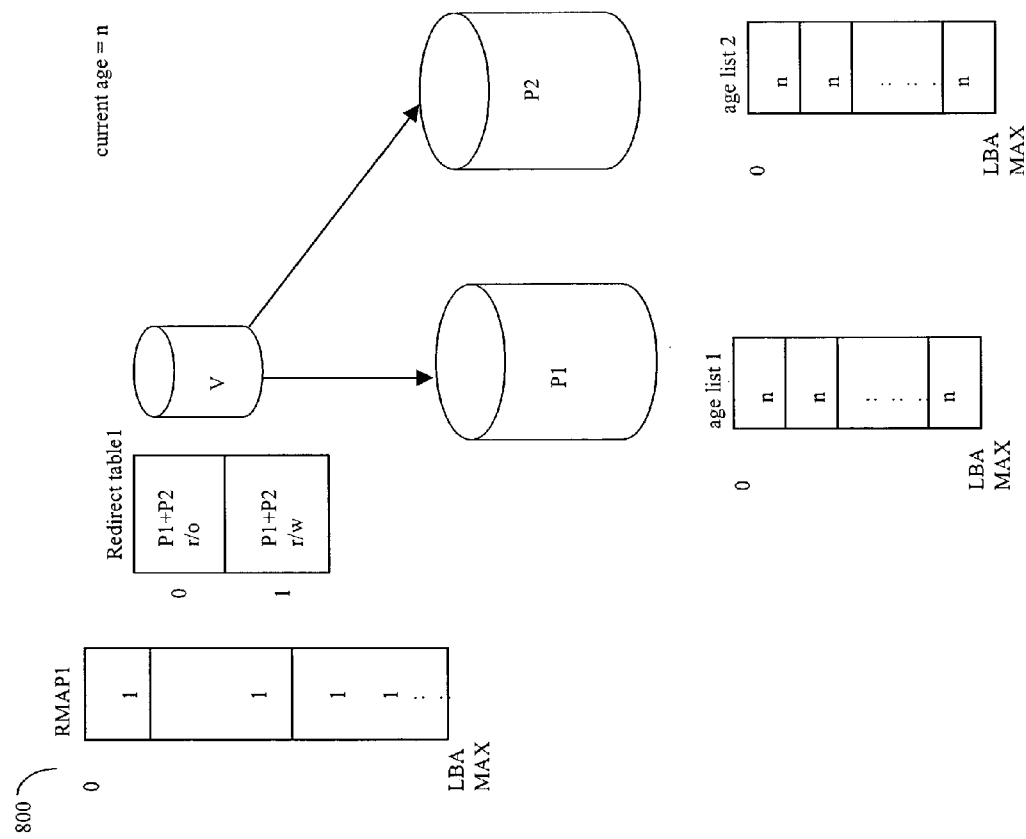 800
RMAP1
0
1
1
1
1
LBA
MAX
Redirect table1
0
P1+P2
r/o
1
P1+P2
r/w
current age = n
V
P1
P2
age list 1
0
n
n
n
LBA
MAX
age list 2
0
n
n
n
LBA
MAX